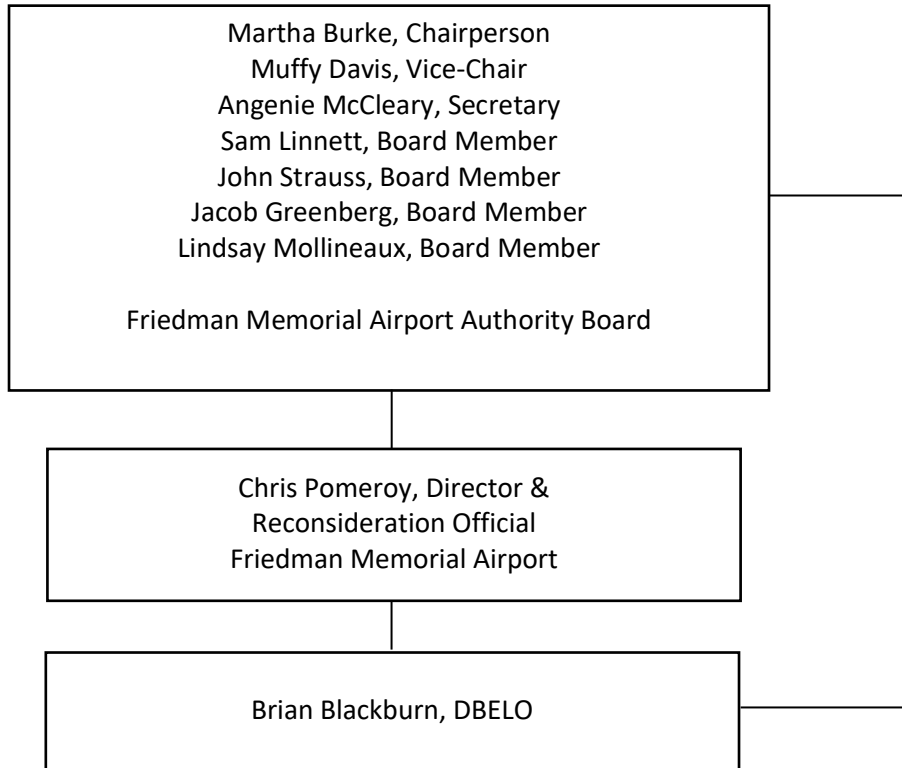 Martha Burke, Chairperson
Muffy Davis, Vice-Chair
Angenie McCleary, Secretary
Sam Linnett, Board Member
John Strauss, Board Member
Jacob Greenberg, Board Member
Lindsay Mollineaux, Board Member
Friedman Memorial Airport Authority Board
Chris Pomeroy, Director &
Reconsideration Official
Friedman Memorial Airport
Brian Blackburn, DBELO